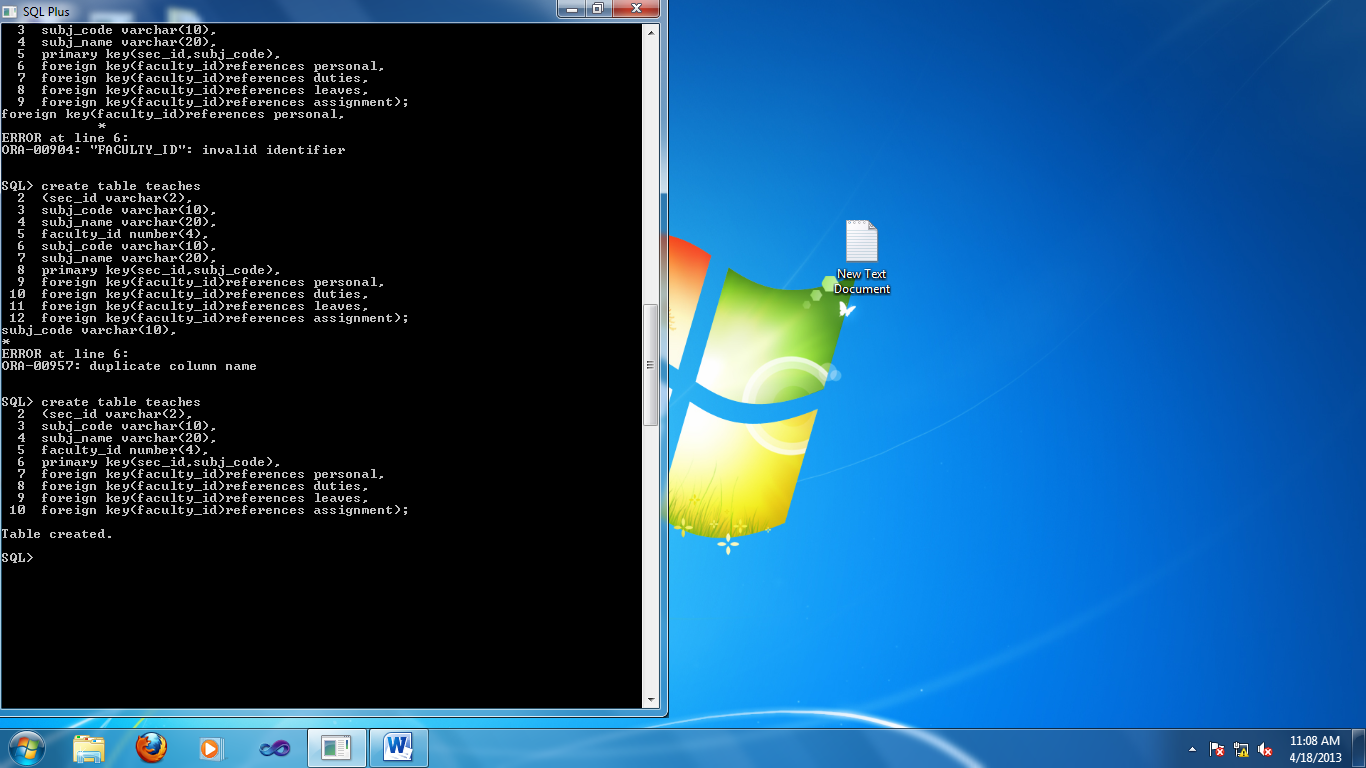 SQL Plus
3 subj_code varchar(10),
4 subj_name varchar(20),
5 primary key(sec_id,subj_code),
6 foreign key(faculty_id)references personal,
7 foreign key(faculty_id)references duties,
8 foreign key(faculty_id)references leaves,
9 foreign key(faculty_id)references assignment);
foreign key(faculty_id)references personal,
*
ERROR at line 6:
ORA-00904: "FACULTY_ID": invalid identifier
SQL> create table teaches
2 (sec_id varchar(2),
3 subj_code varchar(10),
4 subj_name varchar(20),
5 faculty_id number(4),
6 subj_code varchar(10),
7 subj_name varchar(20),
8 primary key(sec_id,subj_code),
9 foreign key(faculty_id)references personal,
10 foreign key(faculty_id)references duties,
11 foreign key(faculty_id)references leaves,
12 foreign key(faculty_id)references assignment);
subj_code varchar(10),
*
ERROR at line 6:
ORA-00957: duplicate column name
SQL> create table teaches
2 (sec_id varchar(2),
3 subj_code varchar(10),
4 subj_name varchar(20),
5 faculty_id number(4),
6 primary key(sec_id,subj_code),
7 foreign key(faculty_id)references personal,
8 foreign key(faculty_id)references duties,
9 foreign key(faculty_id)references leaves,
10 foreign key(faculty_id)references assignment);
Table created.
SQL>
New Text
Document
W
11:08 AM
4/18/2013